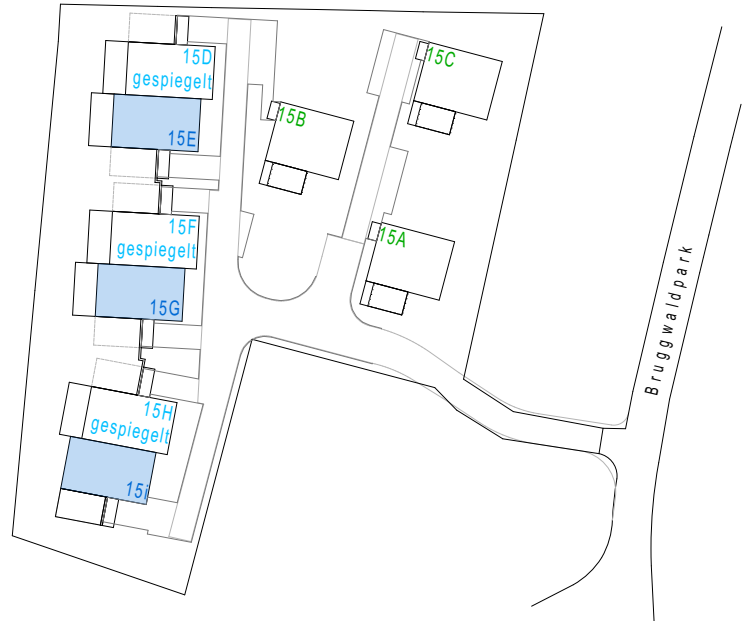 15D
gespiegelt
15E
15C
15B
15F
gespiegelt
15G
15A
15H
gespiegelt
15i
Bruggwaldpark